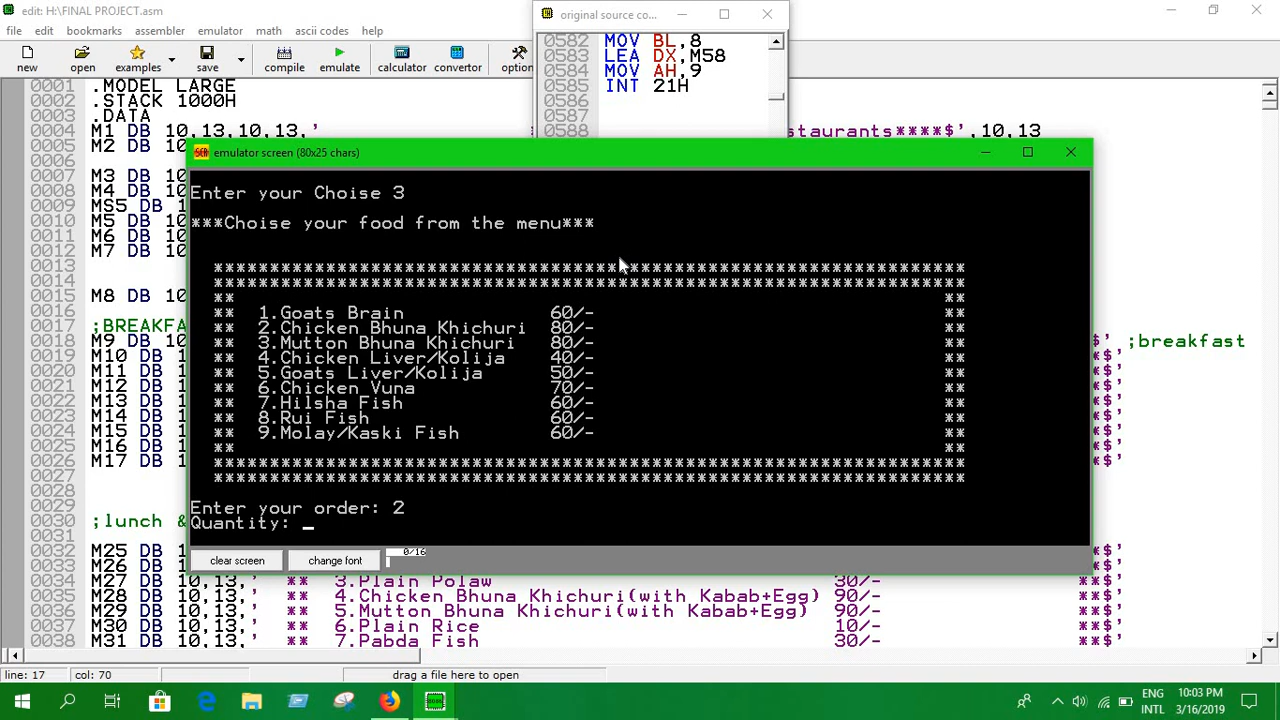 edit: H:\FINAL PROJECT.asm
file edit bookmarks assembler emulator math ascii codes help
new open examples save compile emulate calculator convertor option
original source co...
0582 MOV BL,8
0583 LEA DX,M58
0584 MOV AH,9
0585 INT 21H
0586
0587
0588
0001 .MODEL LARGE
0002 .STACK 1000H
0003 .DATA
0004 M1 DB 10,13,10,13,' staurants****$',10,13
0005 M2 DB 1
0007 M3 DB 1
0008 M4 DB 1
0009 MS5 DB 1
0010 M5 DB 1
0011 M6 DB 1
0012 M7 DB 1
0013
0015 M8 DB 10
0016
0017 ;BREAKFA
0018 M9 DB 10 $' ;breakfast
0019 M10 DB 1 **$'
0020 M11 DB 1 **$'
0021 M12 DB 1 **$'
0022 M13 DB 1 **$'
0023 M14 DB 1 **$'
0024 M15 DB 1 **$'
0025 M16 DB 1 **$'
0026 M17 DB 1 **$'
0027
0028
0029
0030 ;lunch &
0031
0032 M25 DB 10 **$'
0033 M26 DB 10 **$'
0035 M27 DB 10,13,' ** 3.Plain Polaw 30/- **$'
0035 M28 DB 10,13,' ** 4.Chicken Bhuna Khichuri(with Kabab+Egg) 90/- **$'
0036 M29 DB 10,13,' ** 5.Mutton Bhuna Khichuri(with Kabab+Egg) 90/- **$'
0037 M30 DB 10,13,' ** 6.Plain Rice 10/- **$'
0038 M31 DB 10,13,' ** 7.Pabda Fish 30/- **$'
emulator screen (80x25 chars)
Enter your Choise 3
***Choise your food from the menu***
*******************************************************************
*******************************************************************
** **
** 1.Goats Brain 60/- **
** 2.Chicken Bhuna Khichuri 80/- **
** 3.Mutton Bhuna Khichuri 80/- **
** 4.Chicken Liver/Kolija 40/- **
** 5.Goats Liver/Kolija 50/- **
** 6.Chicken Vuna 70/- **
** 7.Hilsha Fish 60/- **
** 8.Rui Fish 60/- **
** 9.Molay/Kaski Fish 60/- **
** **
*******************************************************************
*******************************************************************
Enter your order: 2
Quantity: _
clear screen change font 0/16
line: 17 col: 70 drag a file here to open
ENG 10:03 PM
INTL 3/16/2019